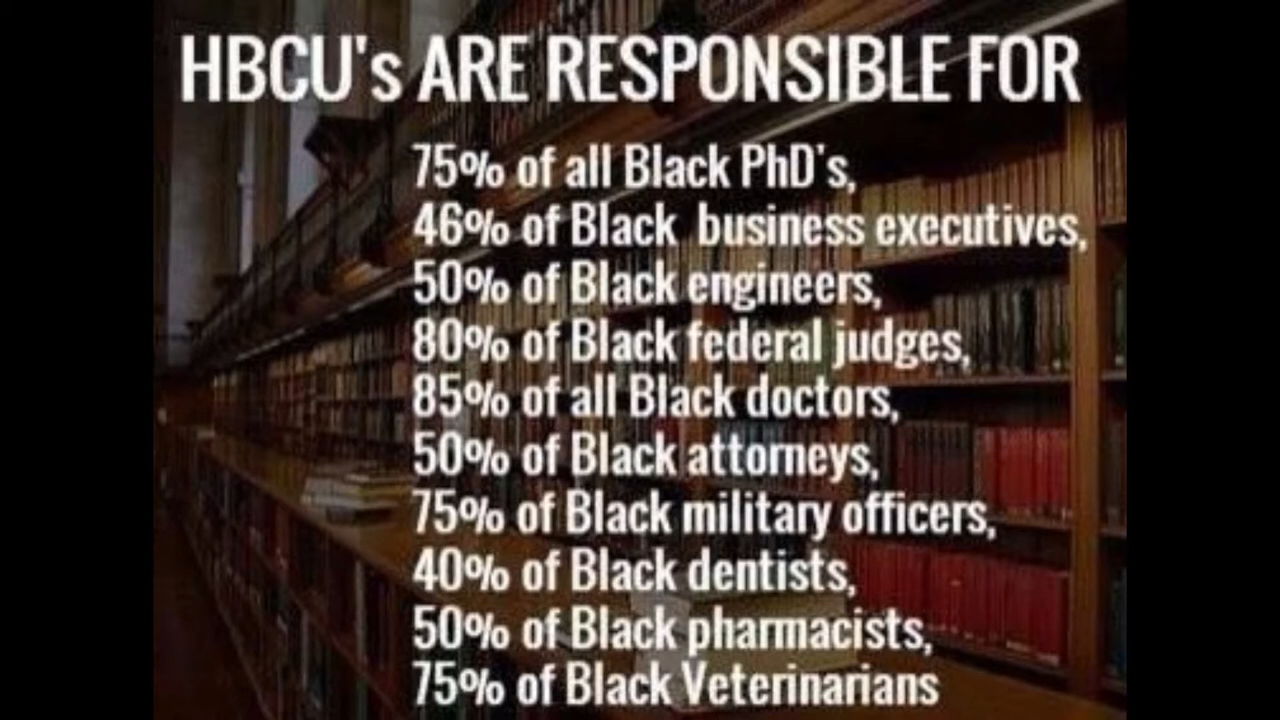 HBCU's ARE RESPONSIBLE FOR
75% of all Black PhD's,
46% of Black business executives,
50% of Black engineers,
80% of Black federal judges,
85% of all Black doctors,
50% of Black attorneys,
75% of Black military officers,
40% of Black dentists,
50% of Black pharmacists,
75% of Black Veterinarians